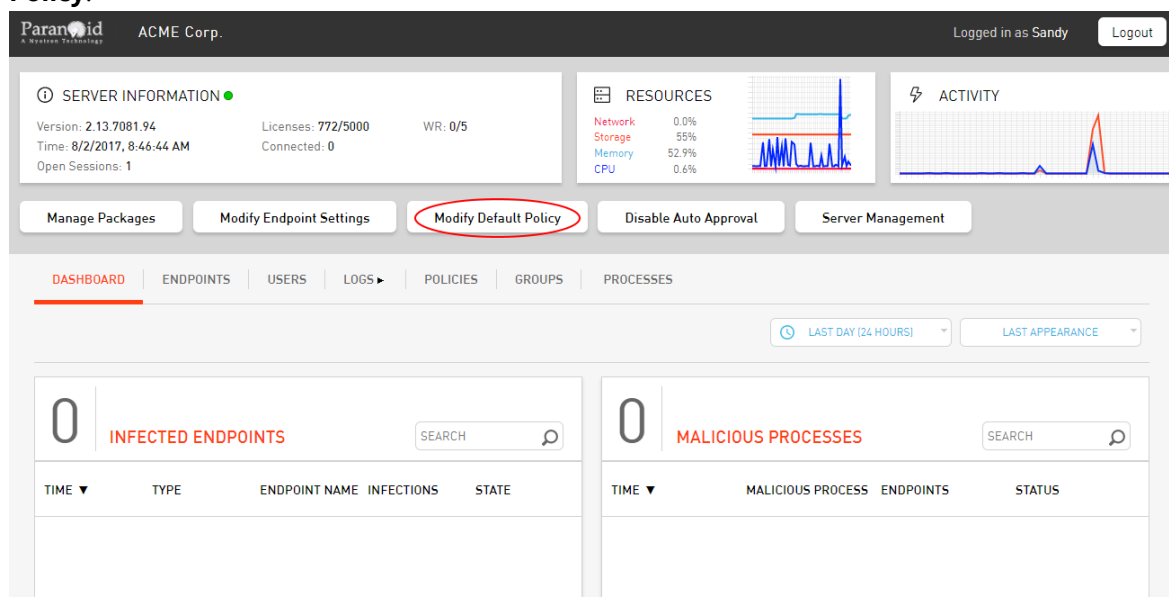 Policy.
Paranoid ACME Corp. Logged in as Sandy Logout
A Nyotron Technology
SERVER INFORMATION
Version: 2.13.7081.94 Licenses: 772/5000 WR: 0/5
Time: 8/2/2017, 8:46:44 AM Connected: 0
Open Sessions: 1
RESOURCES
Network 0.0%
Storage 55%
Memory 52.9%
CPU 0.6%
ACTIVITY
Manage Packages Modify Endpoint Settings Modify Default Policy Disable Auto Approval Server Management
DASHBOARD ENDPOINTS USERS LOGS POLICIES GROUPS PROCESSES
LAST DAY (24 HOURS) LAST APPEARANCE
0 INFECTED ENDPOINTS SEARCH
TIME ▼ TYPE ENDPOINT NAME INFECTIONS STATE
0 MALICIOUS PROCESSES SEARCH
TIME ▼ MALICIOUS PROCESS ENDPOINTS STATUS